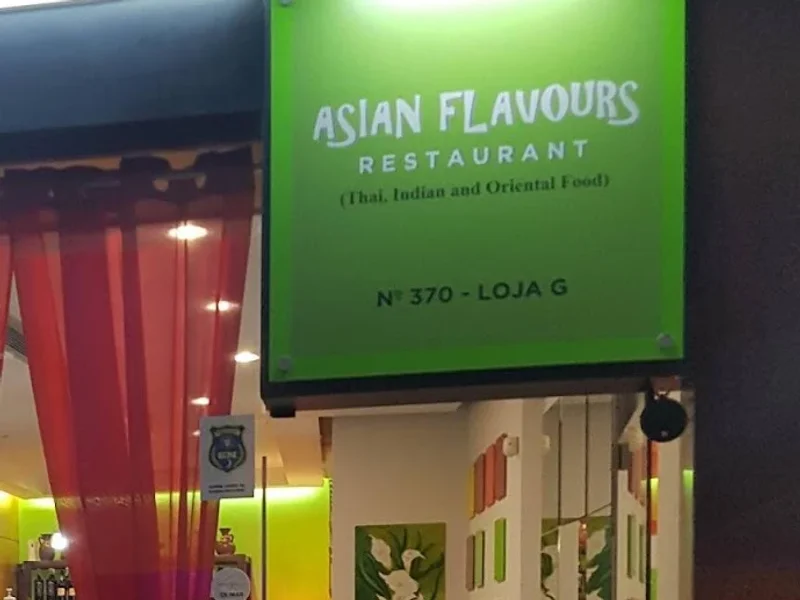 ASIAN FLAVOURS
RESTAURANT
(Thai, Indian and Oriental Food)
Nº 370 - LOJA G